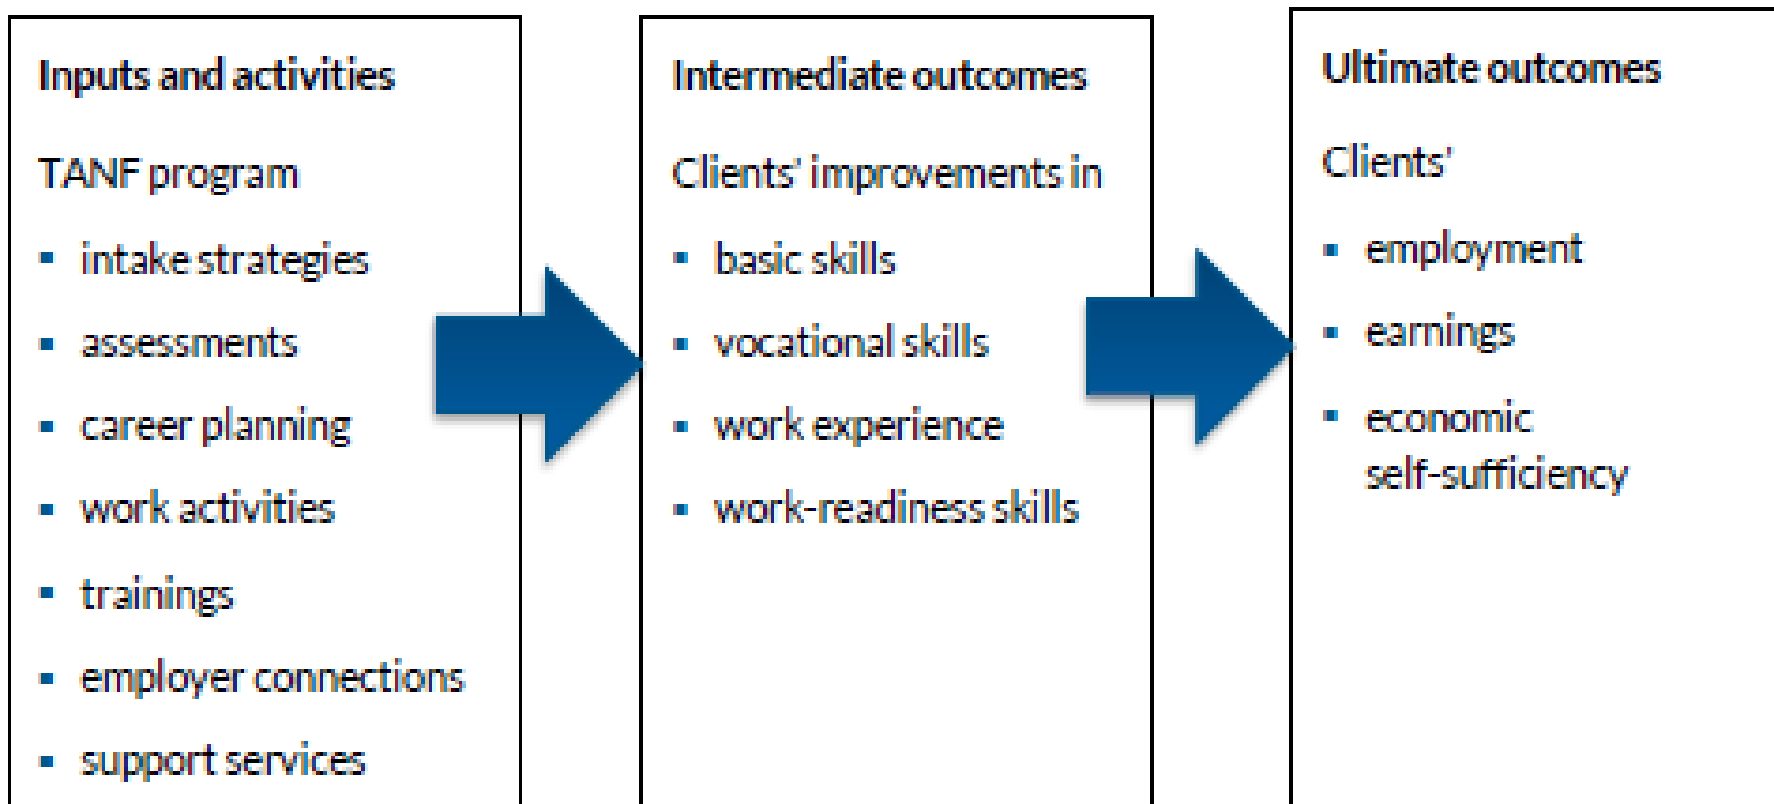 Inputs and activities
TANF program
▪ intake strategies
▪ assessments
▪ career planning
▪ work activities
▪ trainings
▪ employer connections
▪ support services
Intermediate outcomes
Clients' improvements in
▪ basic skills
▪ vocational skills
▪ work experience
▪ work-readiness skills
Ultimate outcomes
Clients'
▪ employment
▪ earnings
▪ economic
self-sufficiency